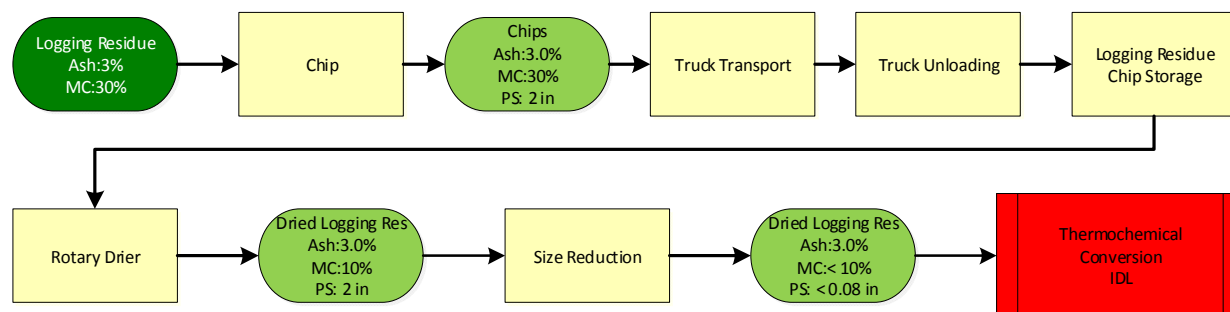 Logging Residue
Ash:3%
MC:30%
Chip
Chips
Ash:3.0%
MC:30%
PS: 2 in
Truck Transport
Truck Unloading
Logging Residue
Chip Storage
Rotary Drier
Dried Logging Res
Ash:3.0%
MC:10%
PS: 2 in
Size Reduction
Dried Logging Res
Ash:3.0%
MC:< 10%
PS: < 0.08 in
Thermochemical
Conversion
IDL